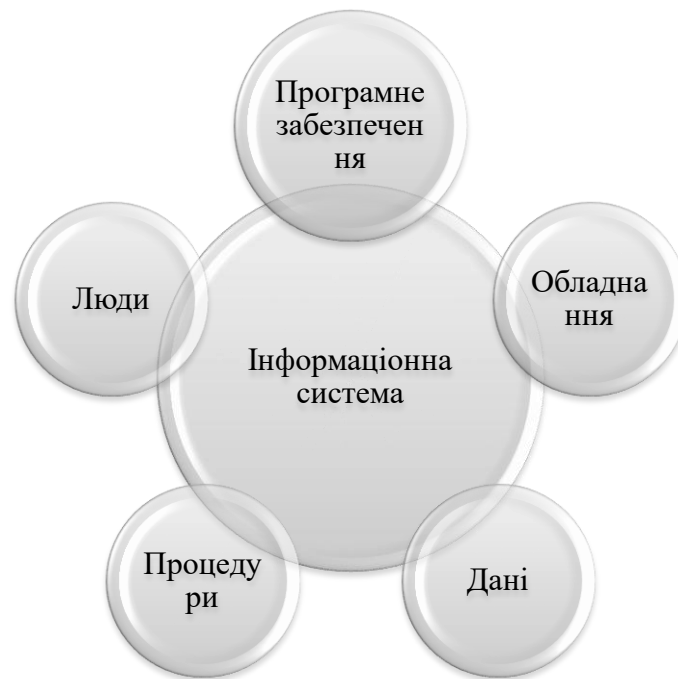 Програмне
забезпечен
ня
Люди
Обладна
ння
Інформаціонна
система
Процеду
ри
Дані